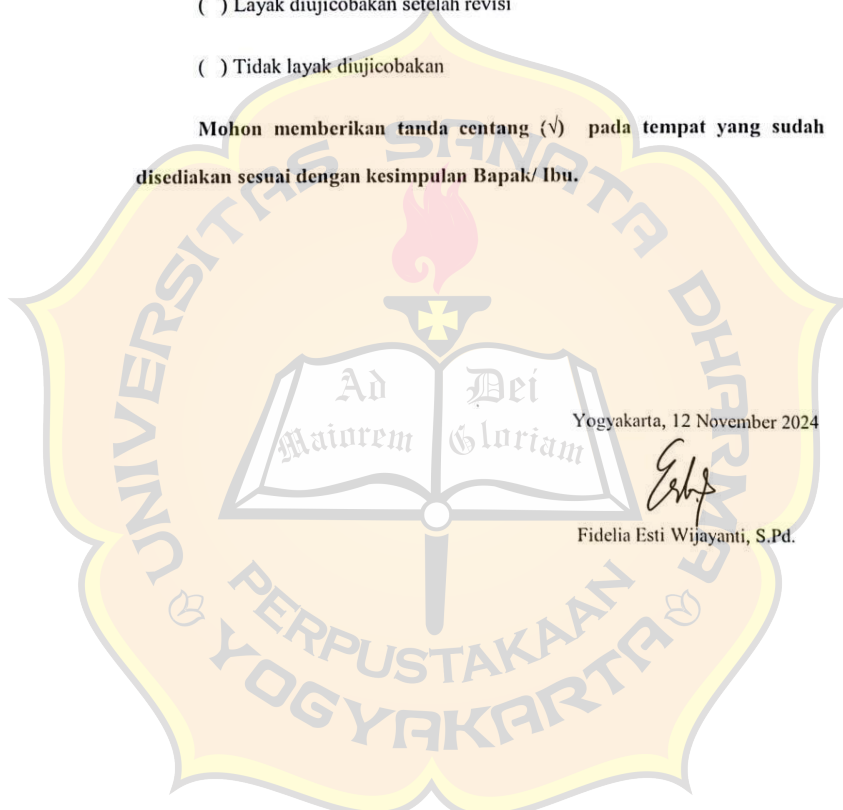 ( ) Layak diujicobakan setelah revisi
( ) Tidak layak diujicobakan
Mohon memberikan tanda centang (√) pada tempat yang sudah
disediakan sesuai dengan kesimpulan Bapak/ Ibu.
UNIVERSITAS SANATA DHARMA
Ad Dei
Maiorem Gloriam
Yogyakarta, 12 November 2024
Fidelia Esti Wijayanti, S.Pd.
PERPUSTAKAAN
YOGYAKARTA